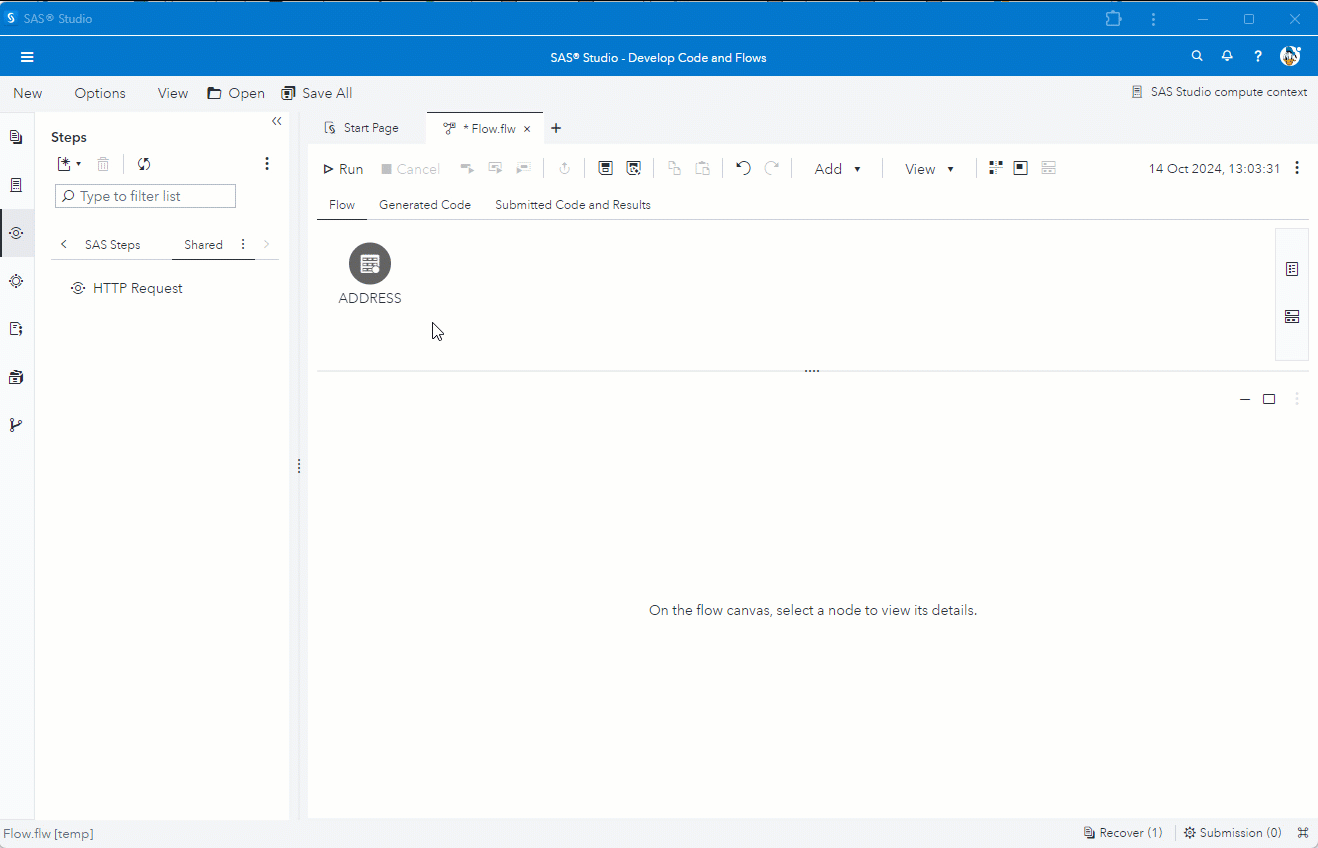 SAS® Studio
SAS® Studio - Develop Code and Flows
New Options View Open Save All SAS Studio compute context
Steps
Type to filter list
SAS Steps Shared
HTTP Request
Start Page * Flow.flw
Run Cancel Add View 14 Oct 2024, 13:03:31
Flow Generated Code Submitted Code and Results
ADDRESS
On the flow canvas, select a node to view its details.
Flow.flw [temp] Recover (1) Submission (0)